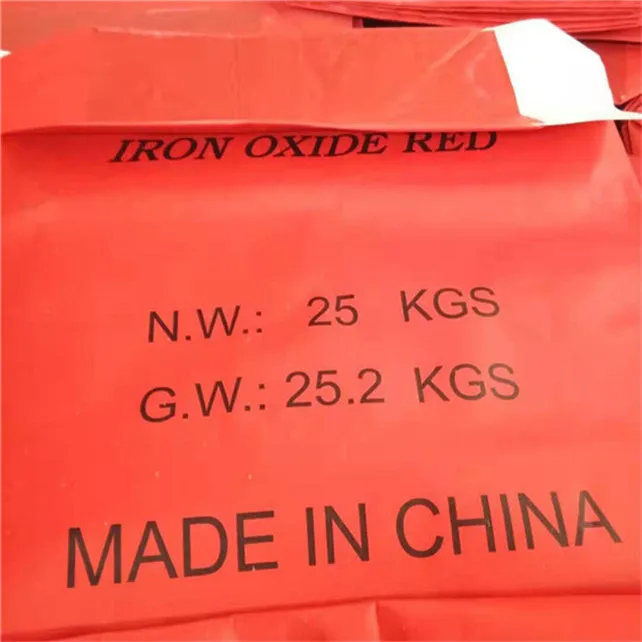 IRON OXIDE RED
N.W.: 25 KGS
G.W.: 25.2 KGS
MADE IN CHINA